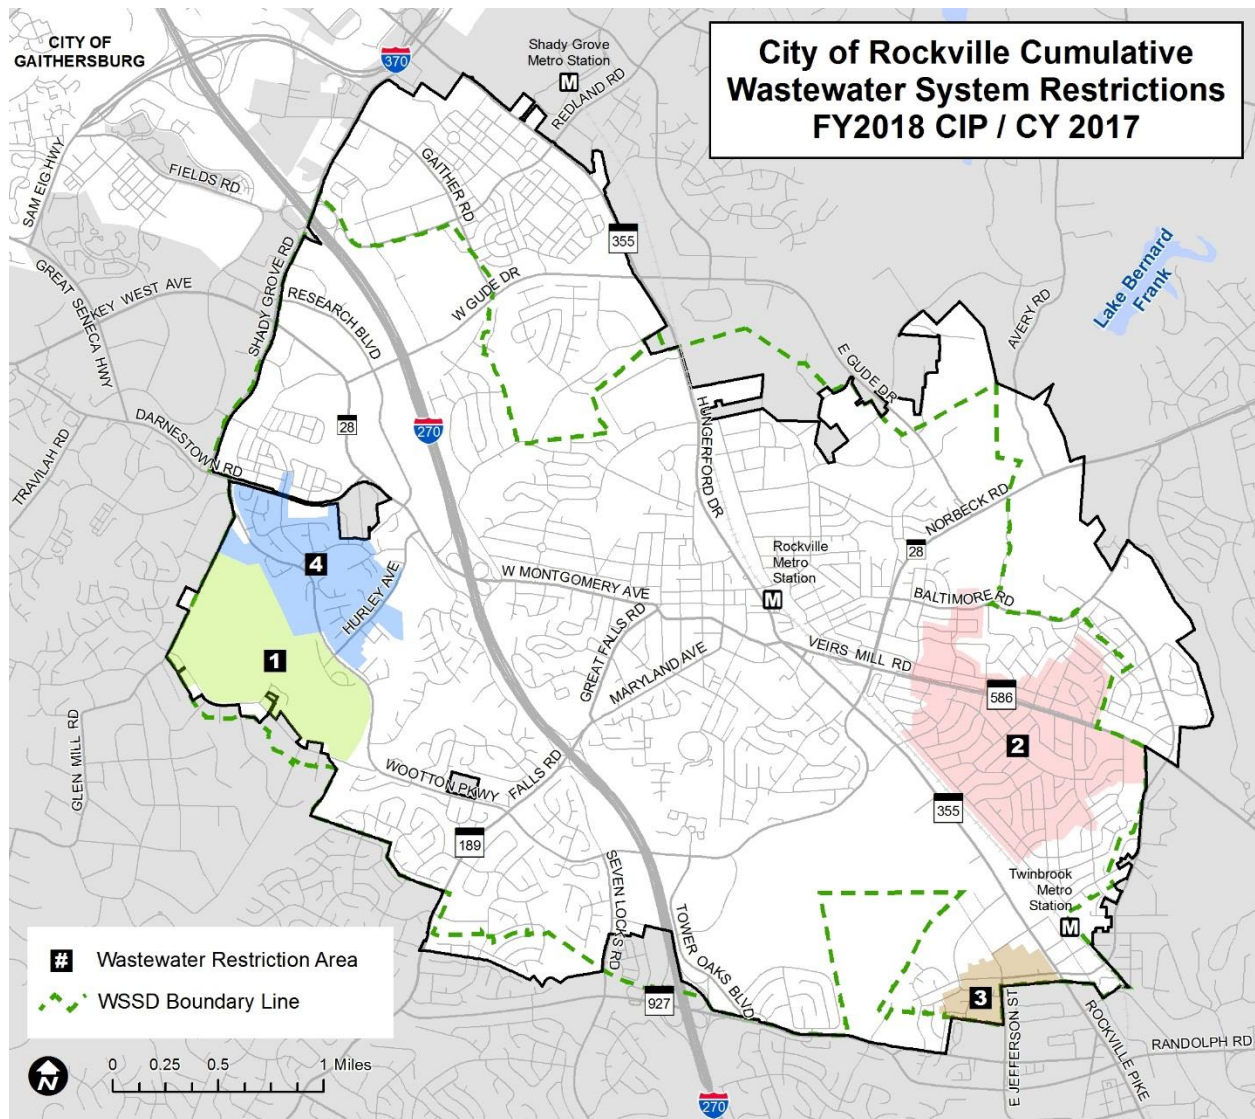 CITY OF
GAITHERSBURG
370
Shady Grove
Metro Station
M
REDLAND RD
City of Rockville Cumulative
Wastewater System Restrictions
FY2018 CIP / CY 2017
SAM EIG HWY
FIELDS RD
GAITHER RD
355
GREAT SENECA HWY
KEY WEST AVE
SHADY GROVE RD
RESEARCH BLVD
W GUDE DR
Lake Bernard
Frank
AVERY RD
E GUDE DR
DARNESTOWN RD
TRAVILAH RD
28
270
HUNGERFORD DR
NORBECK RD
28
4
HURLEY AVE
W MONTGOMERY AVE
Rockville
Metro
Station
M
BALTIMORE RD
1
GREAT FALLS RD
MARYLAND AVE
VEIRS MILL RD
586
2
GLEN MILL RD
WOOTTON PKWY
FALLS RD
189
355
SEVEN LOCKS RD
Twinbrook
Metro
Station
M
TOWER OAKS BLVD
927
3
E JEFFERSON ST
ROCKVILLE PIKE
RANDOLPH RD
270
# Wastewater Restriction Area
WSSD Boundary Line
N
0 0.25 0.5 1 Miles